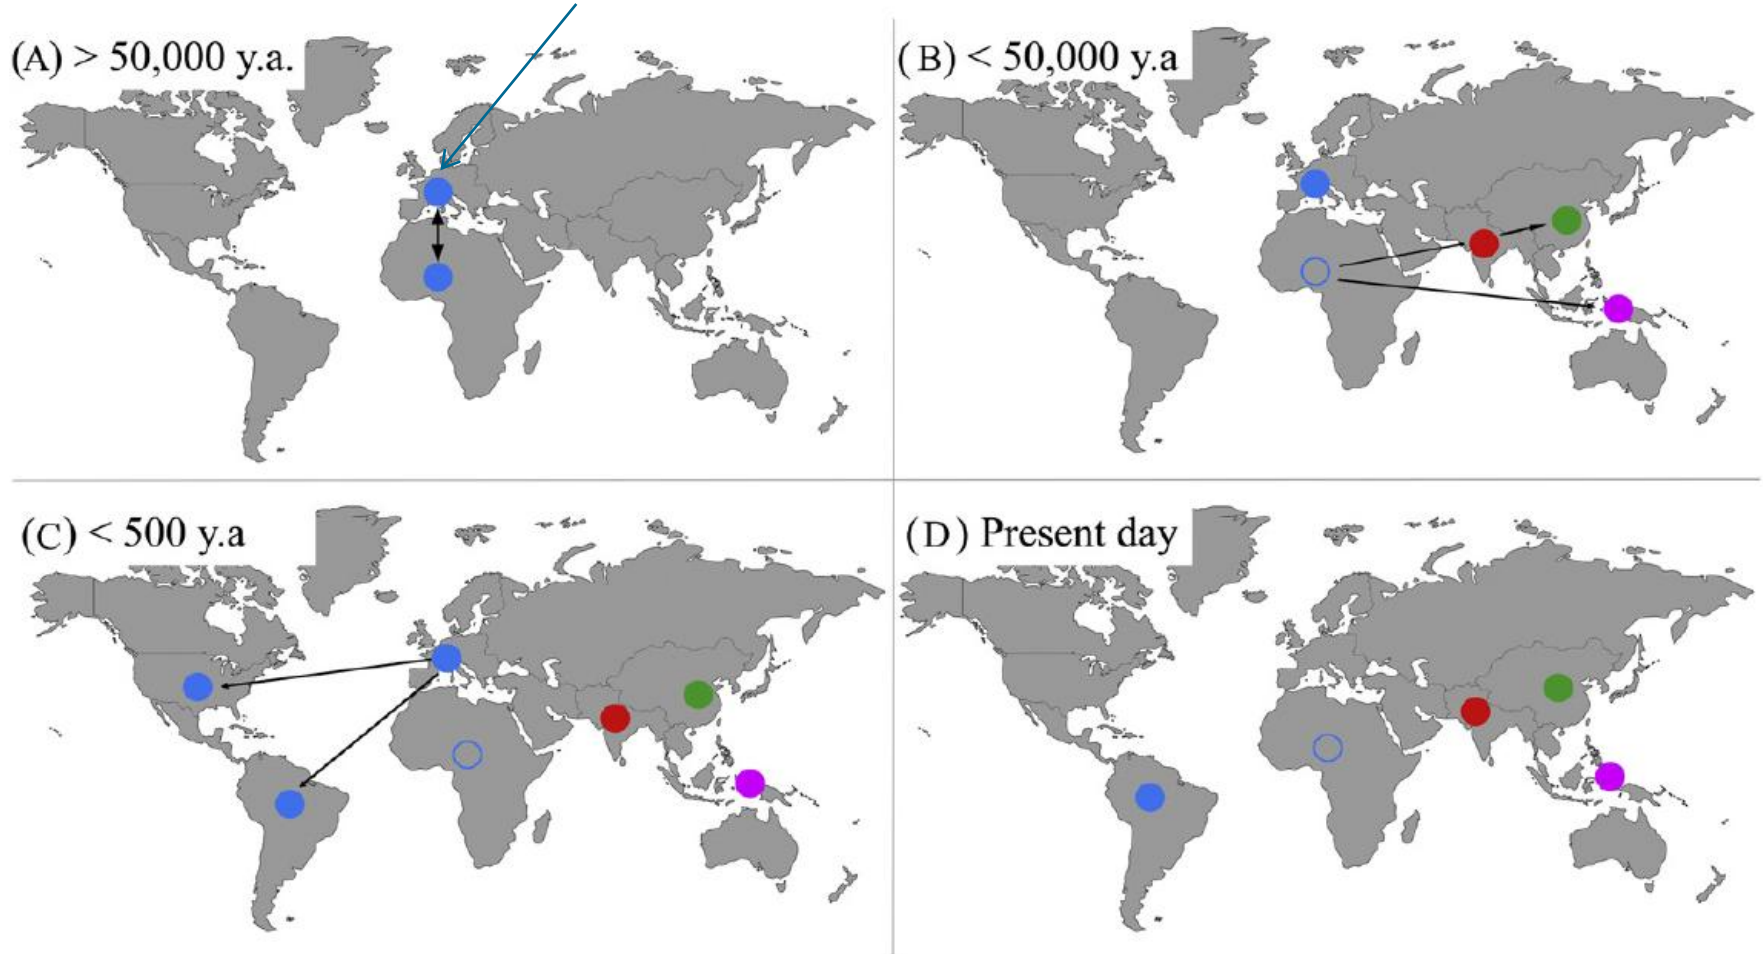 (A) > 50,000 y.a.
(B) < 50,000 y.a
(C) < 500 y.a
(D) Present day